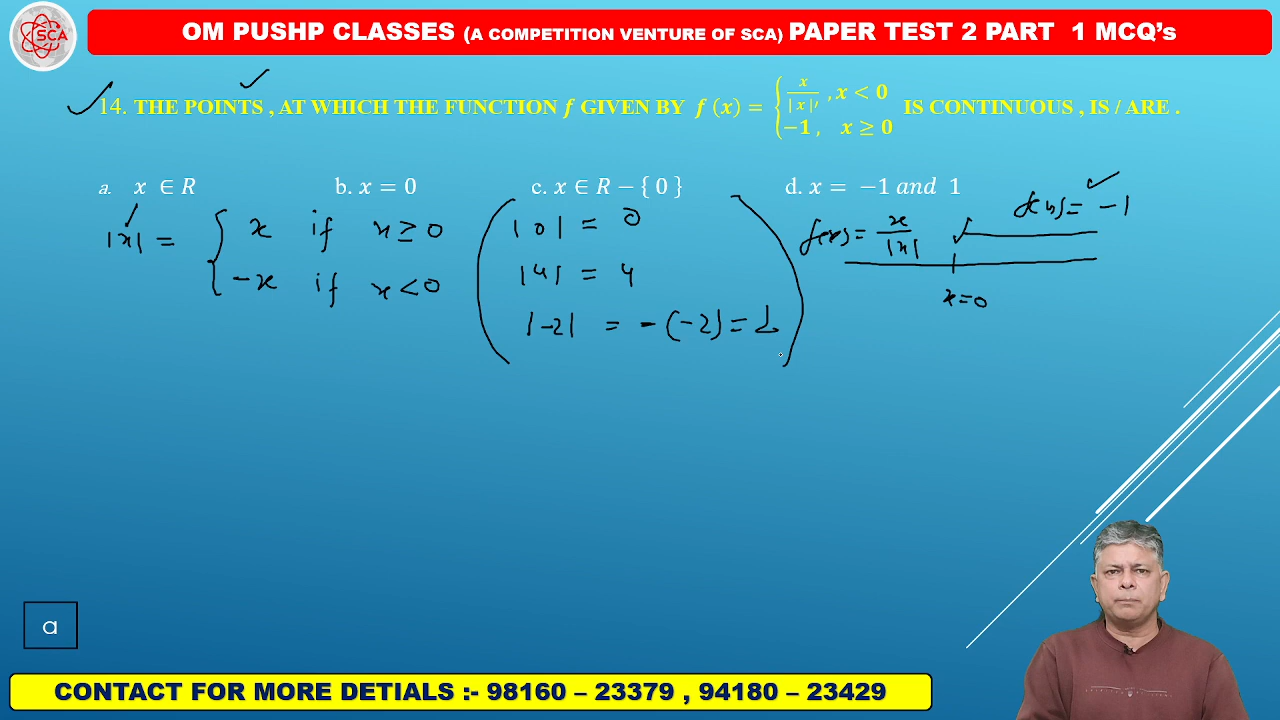 SCA
OM PUSHP CLASSES (A COMPETITION VENTURE OF SCA) PAPER TEST 2 PART 1 MCQ's
14. THE POINTS , AT WHICH THE FUNCTION f GIVEN BY f (x) = { x/|x|, , x < 0 −1 , x ≥ 0 IS CONTINUOUS , IS / ARE .
a. x ∈ R b. x = 0 c. x ∈ R − { 0 } d. x = −1 and 1
|x| = { x if x ≥ 0
−x if x < 0
|0| = 0
|4| = 4
|−2| = −(−2) = 2
f(x) = x/|x|
f(x) = −1
x=0
a
CONTACT FOR MORE DETIALS :- 98160 – 23379 , 94180 – 23429